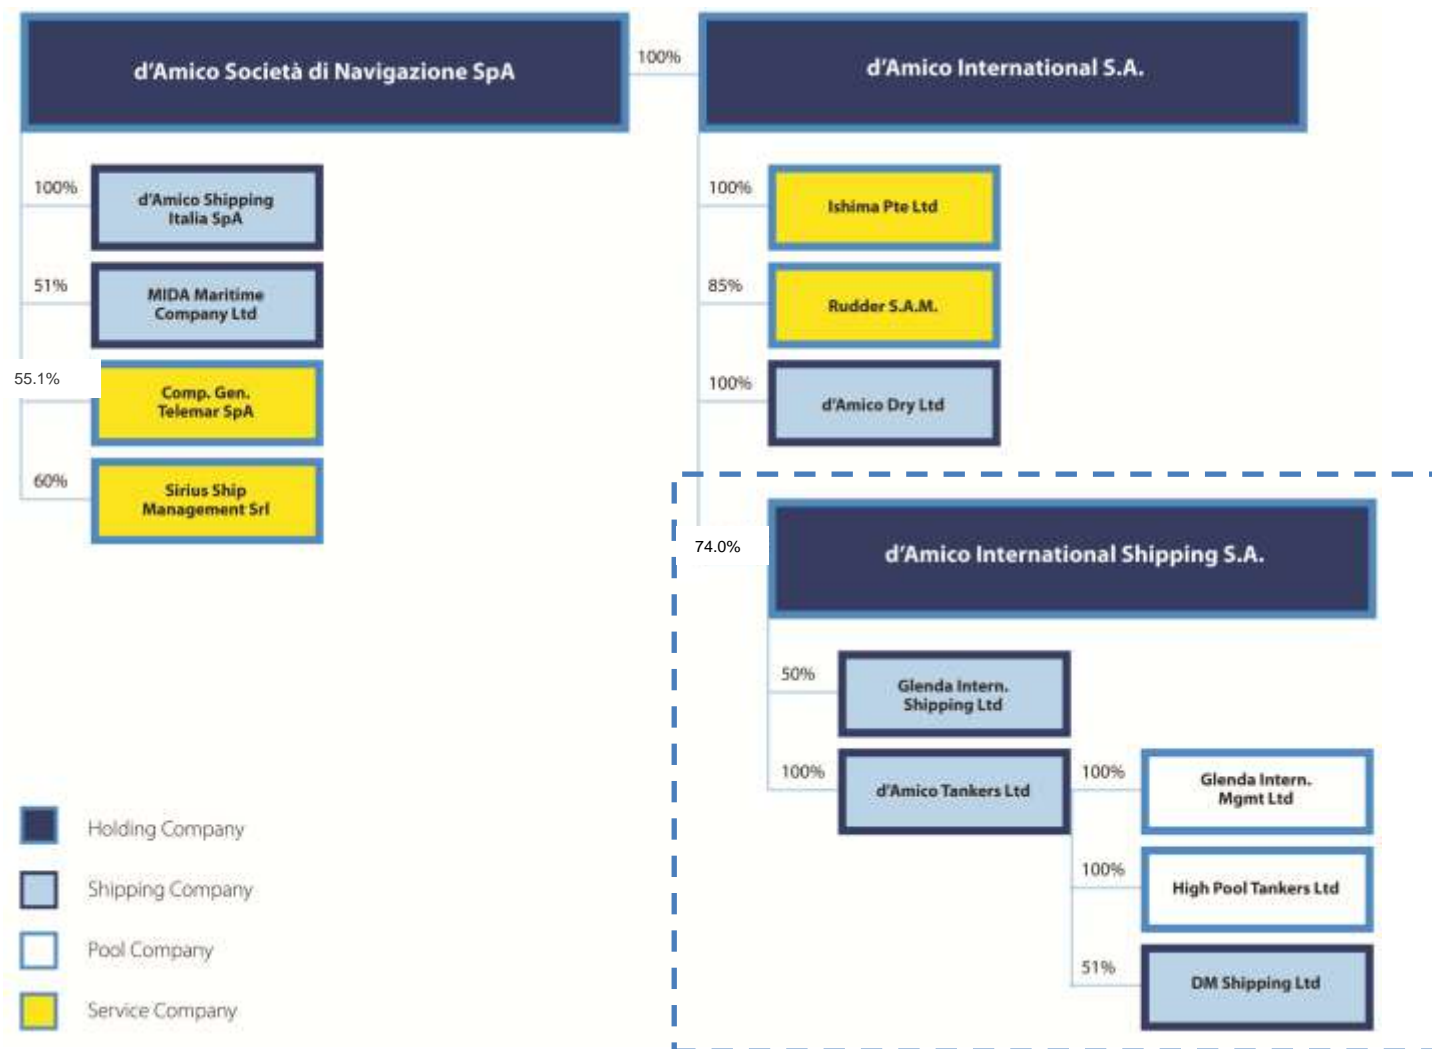 d'Amico Società di Navigazione SpA
100%
d'Amico International S.A.
100%
d'Amico Shipping
Italia SpA
51%
MIDA Maritime
Company Ltd
55.1%
Comp. Gen.
Telemar SpA
60%
Sirius Ship
Management Srl
100%
Ishima Pte Ltd
85%
Rudder S.A.M.
100%
d'Amico Dry Ltd
74.0%
d'Amico International Shipping S.A.
50%
Glenda Intern.
Shipping Ltd
100%
d'Amico Tankers Ltd
100%
Glenda Intern.
Mgmt Ltd
100%
High Pool Tankers Ltd
51%
DM Shipping Ltd
Holding Company
Shipping Company
Pool Company
Service Company